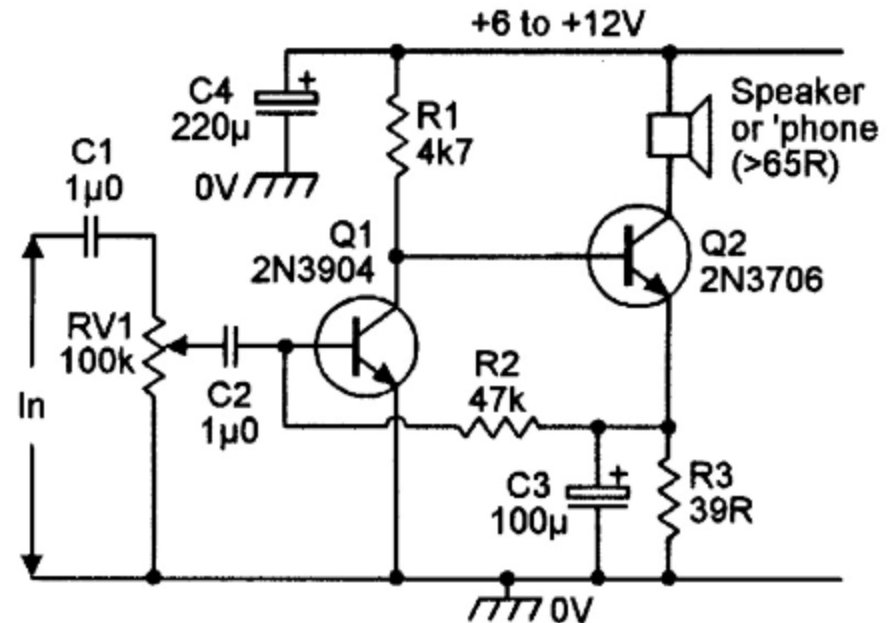 +6 to +12V
C4
220µ
+
R1
4k7
Speaker
or 'phone
(>65R)
C1
1µ0
0V
Q1
2N3904
Q2
2N3706
RV1
100k
C2
1µ0
R2
47k
In
C3
100µ
+
R3
39R
0V